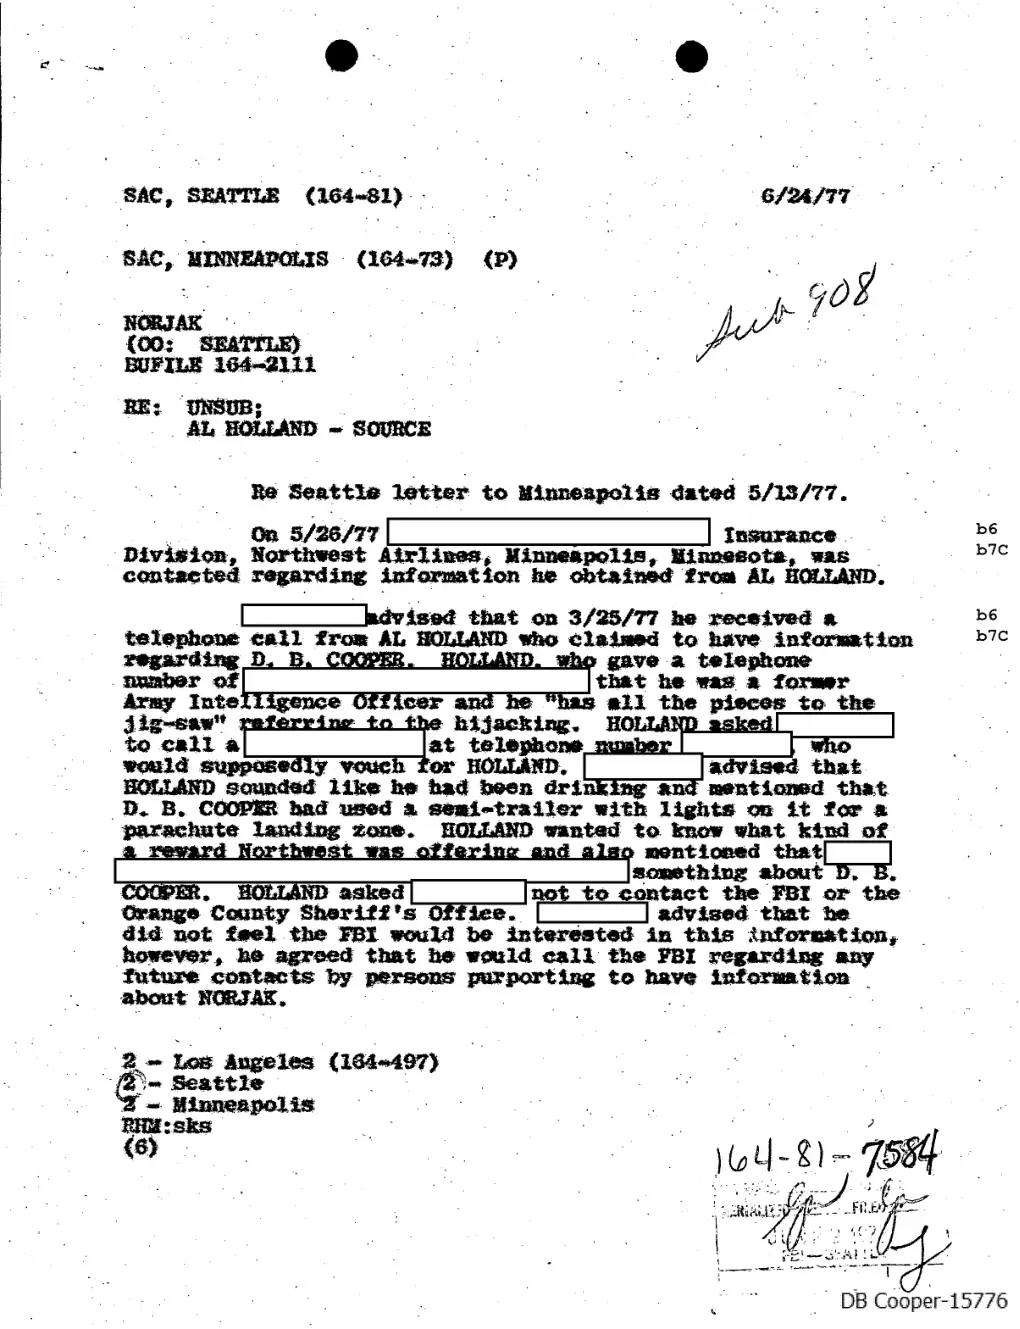 SAC, SEATTLE (164-81) 6/24/77
SAC, MINNEAPOLIS (164-73) (P)
Sub 908
NORJAK
(OO: SEATTLE)
BUFILE 164-2111
RE: UNSUB;
AL HOLLAND - SOURCE
Re Seattle letter to Minneapolis dated 5/13/77.
On 5/26/77 Insurance b6
Division, Northwest Airlines, Minneapolis, Minnesota, was b7C
contacted regarding information he obtained from AL HOLLAND.
advised that on 3/25/77 he received a b6
telephone call from AL HOLLAND who claimed to have information b7C
regarding D. B. COOPER. HOLLAND, who gave a telephone
number of that he was a former
Army Intelligence Officer and he "has all the pieces to the
jig-saw" referring to the hijacking. HOLLAND asked
to call a at telephone number , who
would supposedly vouch for HOLLAND. advised that
HOLLAND sounded like he had been drinking and mentioned that
D. B. COOPER had used a semi-trailer with lights on it for a
parachute landing zone. HOLLAND wanted to know what kind of
a reward Northwest was offering and also mentioned that
something about D. B.
COOPER. HOLLAND asked not to contact the FBI or the
Orange County Sheriff's Office. advised that he
did not feel the FBI would be interested in this information,
however, he agreed that he would call the FBI regarding any
future contacts by persons purporting to have information
about NORJAK.
2 - Los Angeles (164-497)
2 - Seattle
2 - Minneapolis
RHM:sks
(6)
164-81-7584
SERIALIZED FILED
FBI-SEATTLE
DB Cooper-15776